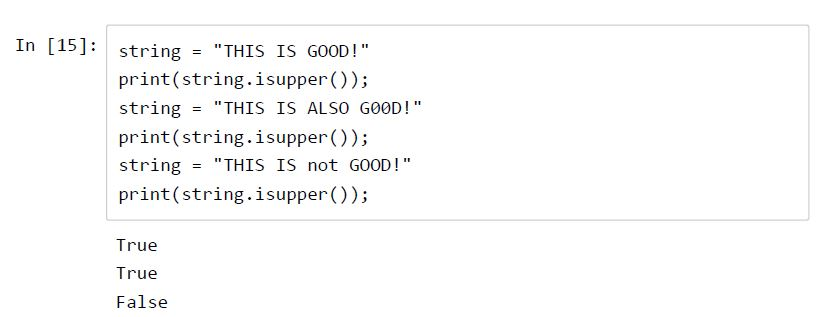 In [15]: string = "THIS IS GOOD!"
print(string.isupper());
string = "THIS IS ALSO G00D!"
print(string.isupper());
string = "THIS IS not GOOD!"
print(string.isupper());
True
True
False